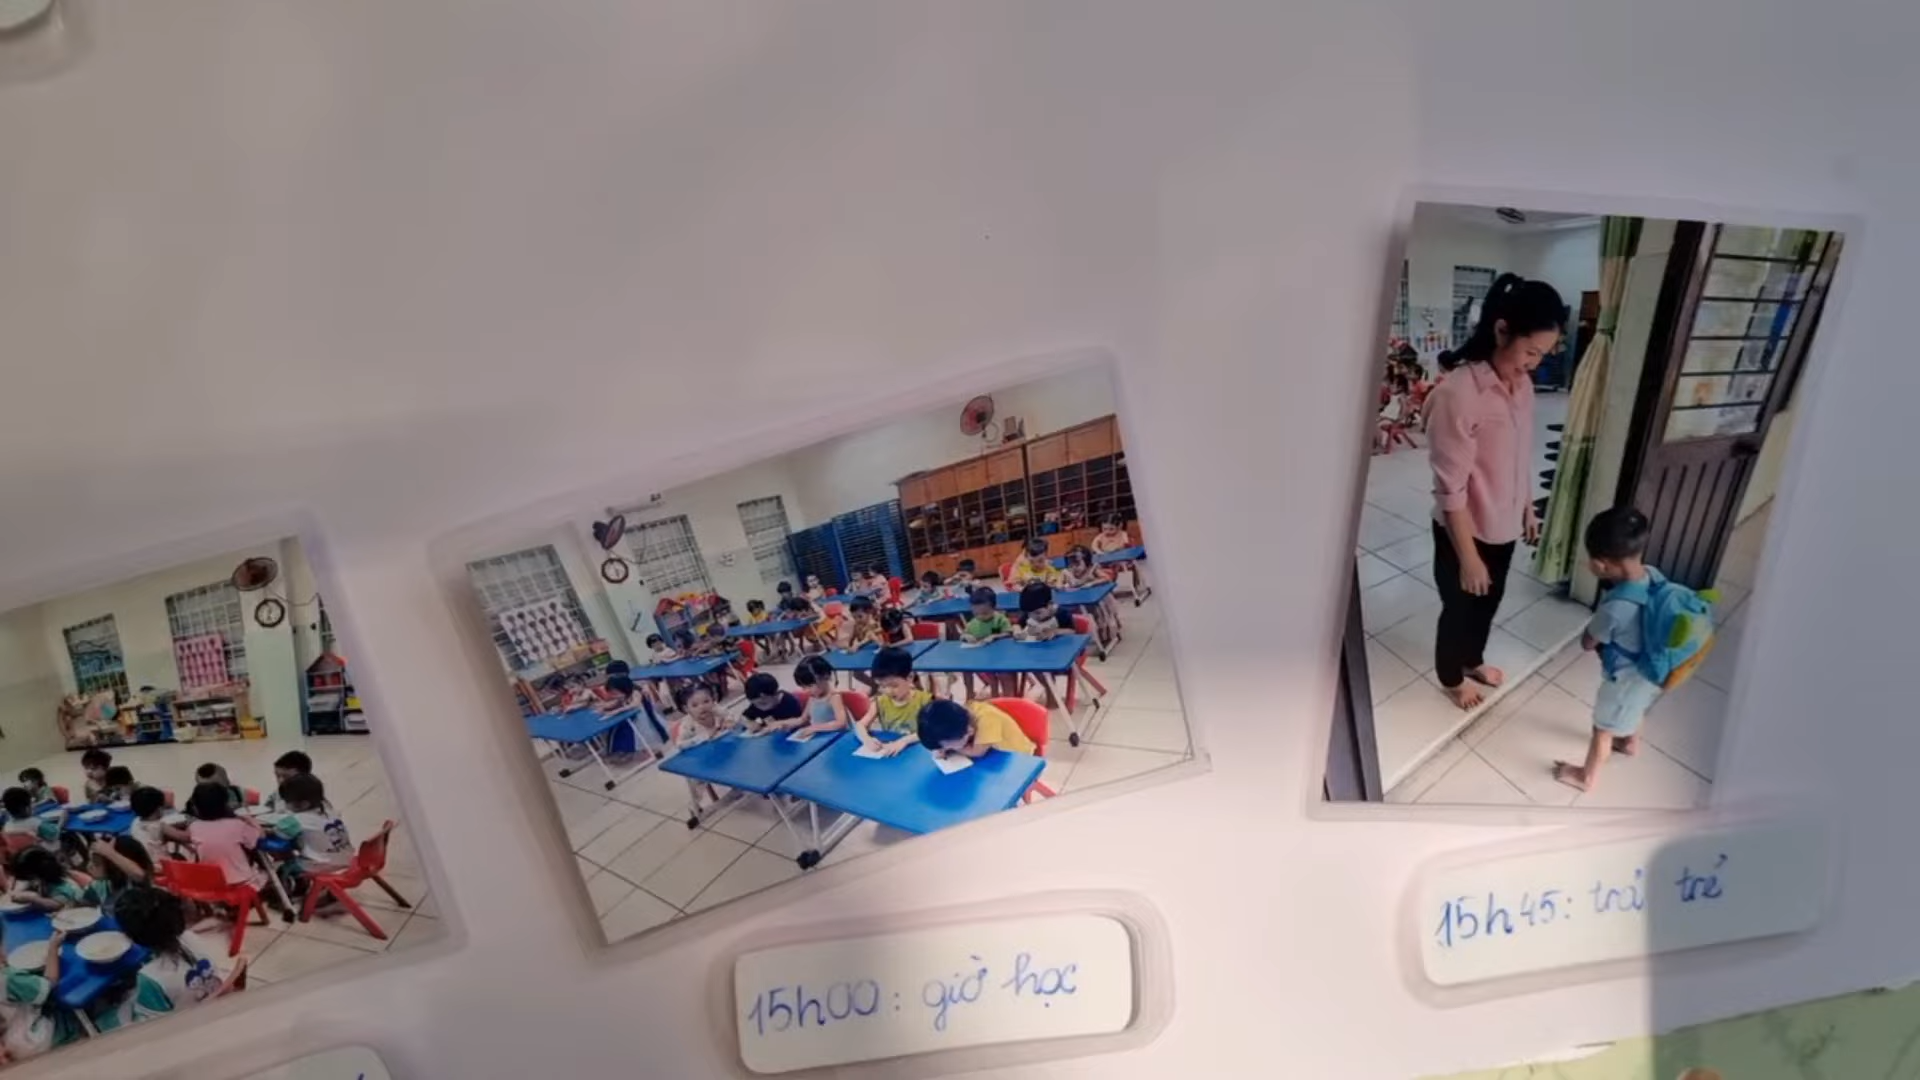 15h00: giờ học
15h45: trả trẻ